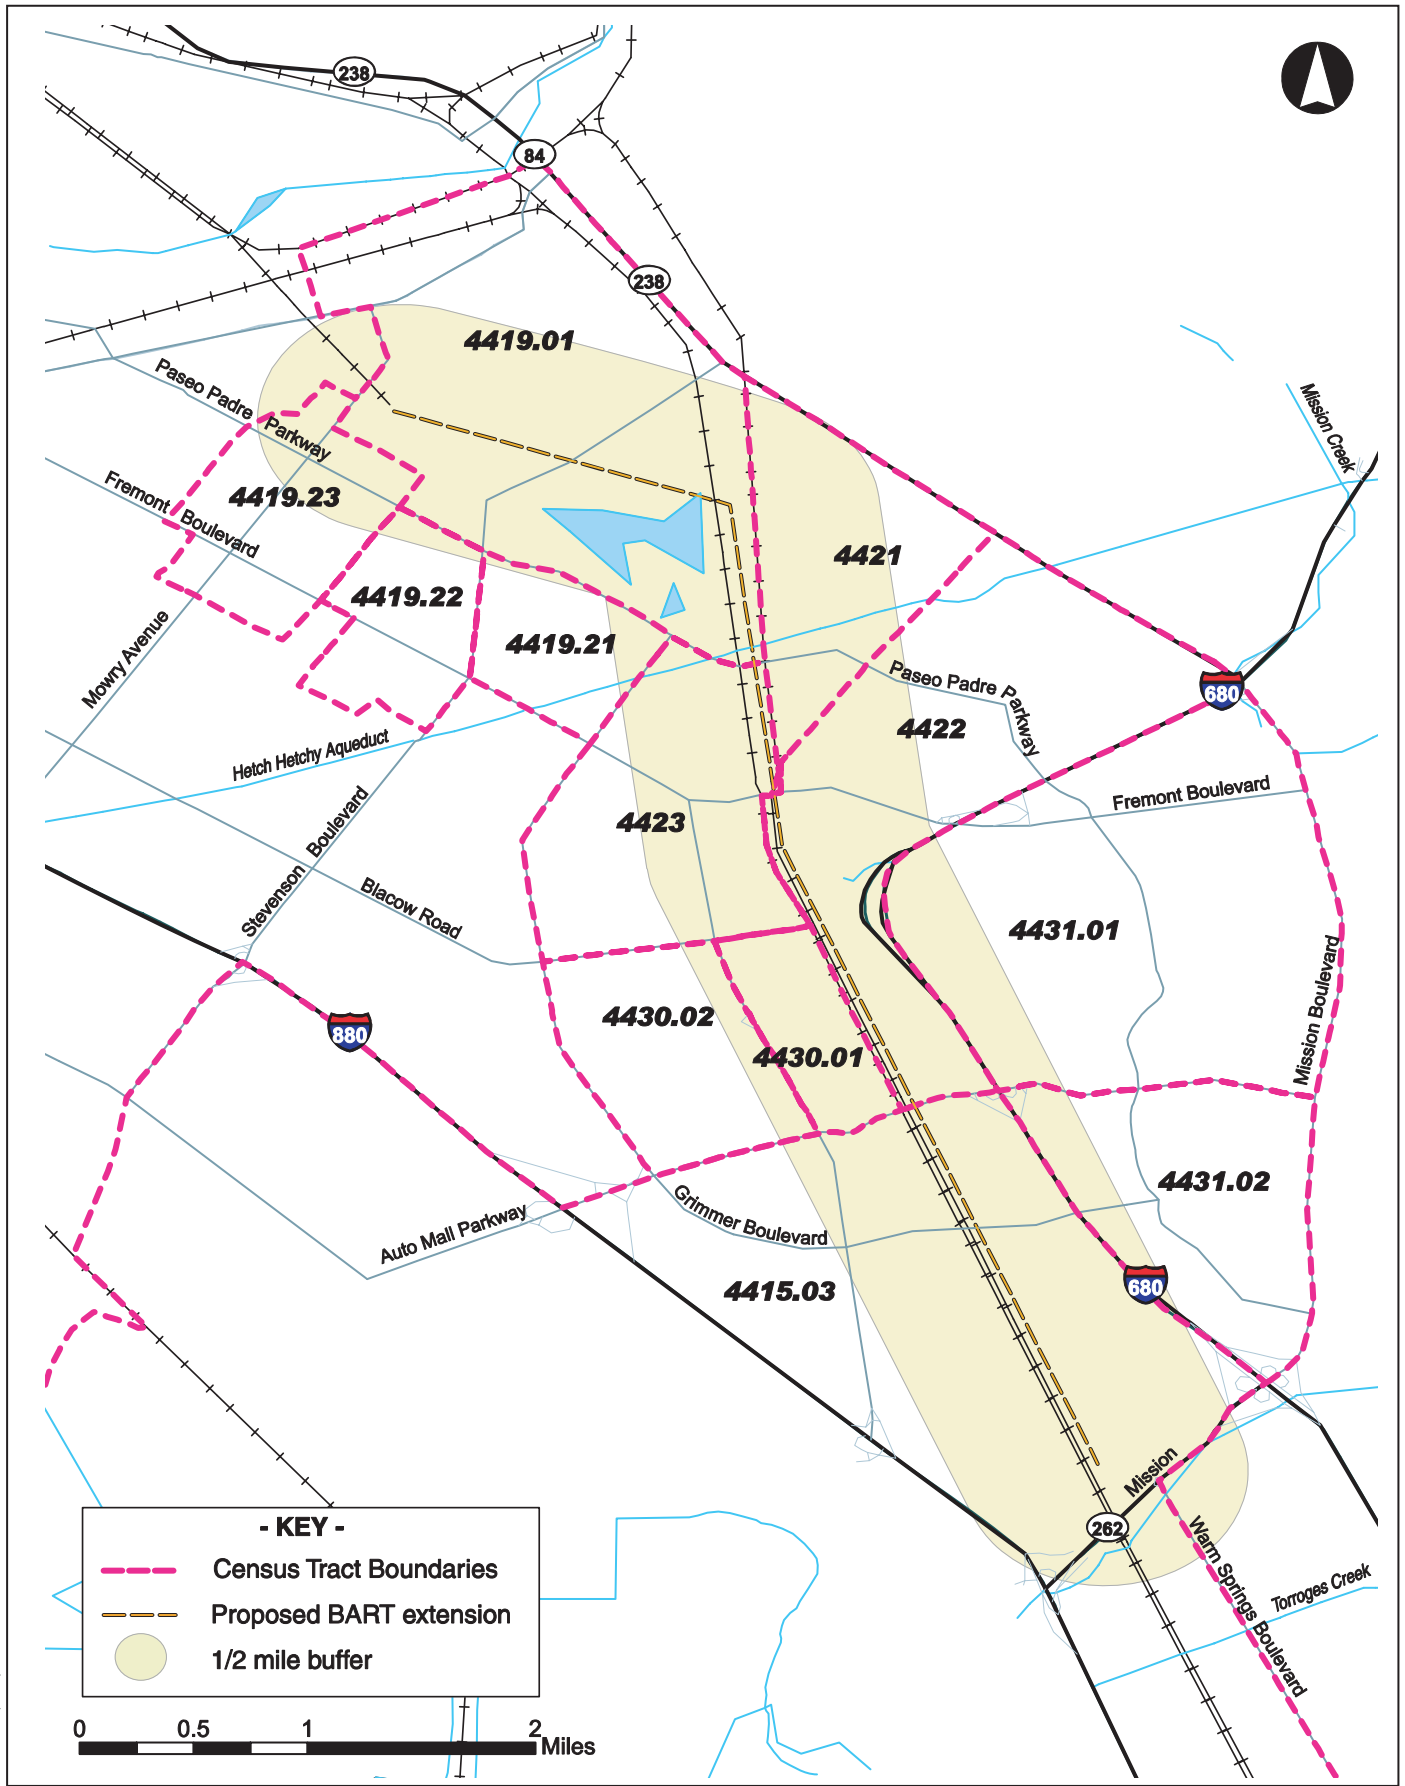 238
84
238
4419.01
Paseo Padre Parkway
Mission Creek
4419.23
Fremont Boulevard
4421
4419.22
4419.21
Mowry Avenue
Paseo Padre Parkway
680
4422
Hetch Hetchy Aqueduct
Fremont Boulevard
4423
Stevenson Boulevard
Blacow Road
4431.01
Mission Boulevard
4430.02
880
4430.01
4431.02
Grimmer Boulevard
Auto Mall Parkway
680
4415.03
Mission
262
Warm Springs Boulevard
Torroges Creek
- KEY -
Census Tract Boundaries
Proposed BART extension
1/2 mile buffer
0 0.5 1 2
Miles